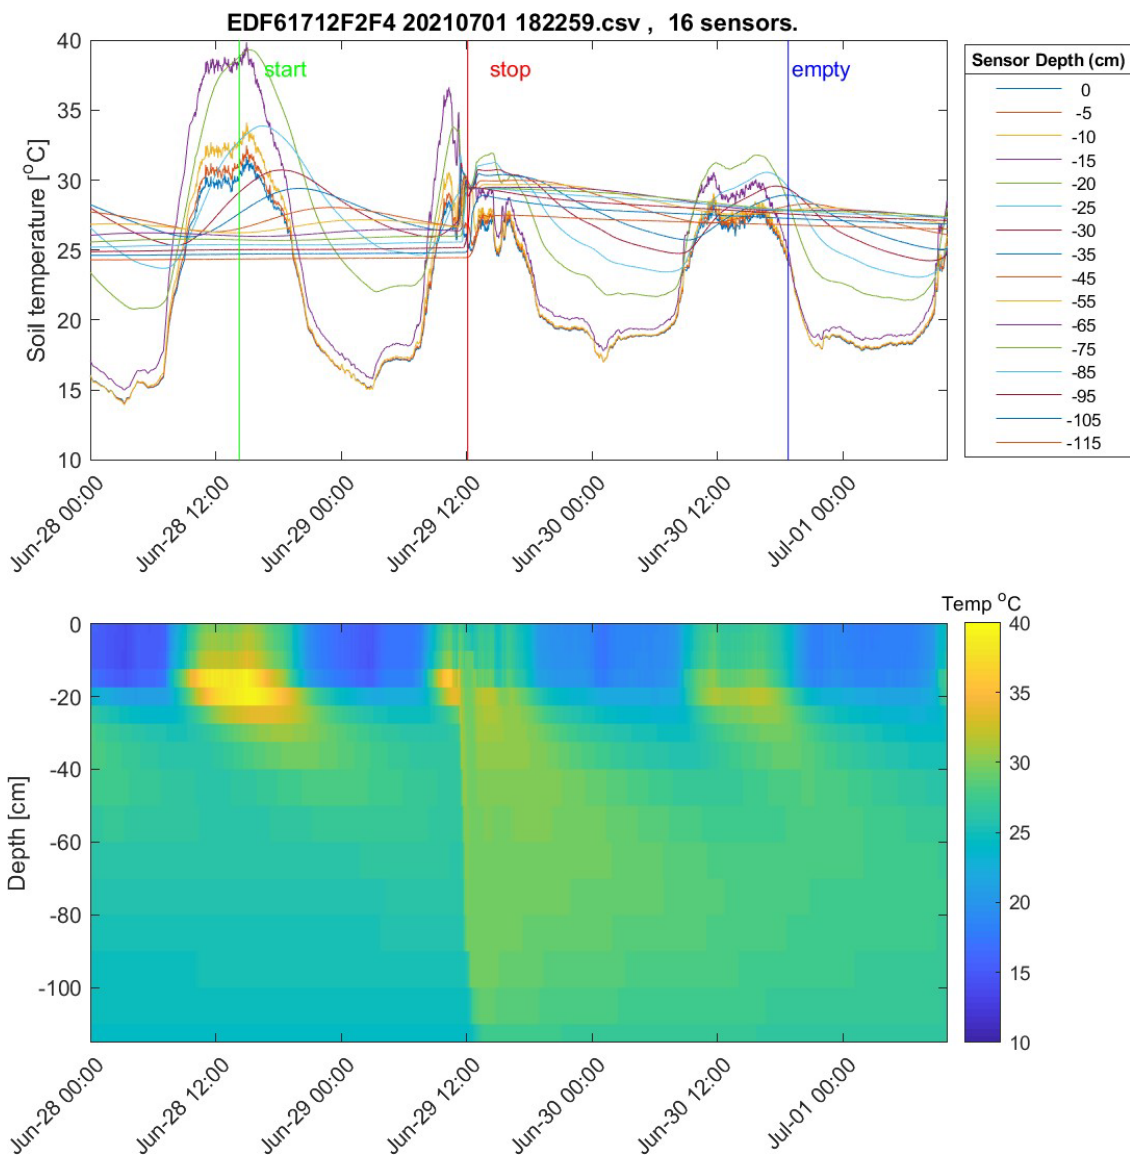 EDF61712F2F4 20210701 182259.csv ,  16 sensors.
start
stop
empty
Soil temperature [°C]
40
35
30
25
20
15
10
Jun-28 00:00
Jun-28 12:00
Jun-29 00:00
Jun-29 12:00
Jun-30 00:00
Jun-30 12:00
Jul-01 00:00
Sensor Depth (cm)
0
-5
-10
-15
-20
-25
-30
-35
-45
-55
-65
-75
-85
-95
-105
-115
Depth [cm]
0
-20
-40
-60
-80
-100
Jun-28 00:00
Jun-28 12:00
Jun-29 00:00
Jun-29 12:00
Jun-30 00:00
Jun-30 12:00
Jul-01 00:00
Temp °C
40
35
30
25
20
15
10